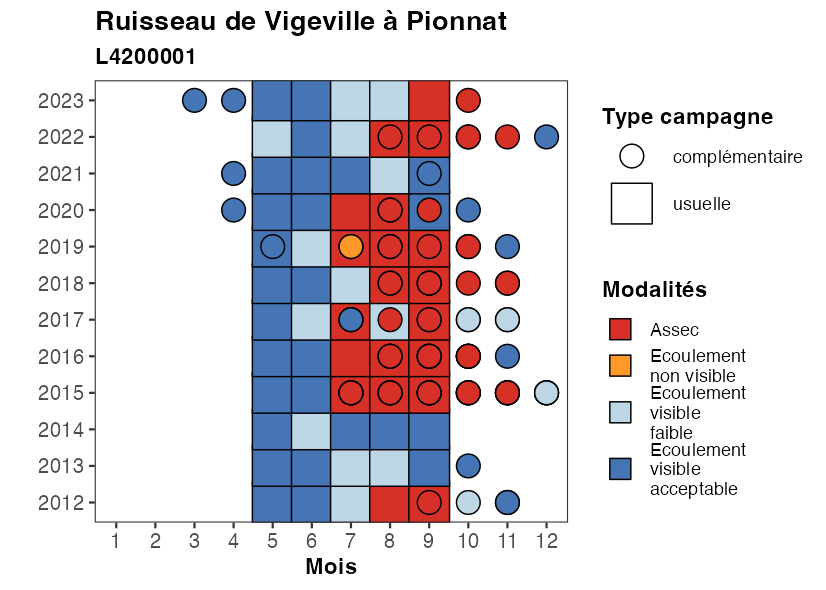 Ruisseau de Vigeville à Pionnat
L4200001
2023
2022
2021
2020
2019
2018
2017
2016
2015
2014
2013
2012
1 2 3 4 5 6 7 8 9 10 11 12
Mois
Type campagne
complémentaire
usuelle
Modalités
Assec
Ecoulement
non visible
Ecoulement
visible
faible
Ecoulement
visible
acceptable